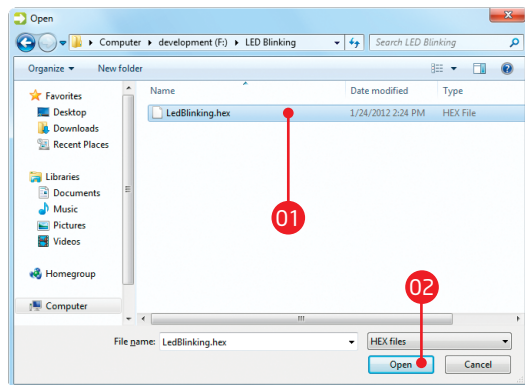 Open
Computer ▸ development (F:) ▸ LED Blinking
Search LED Blinking
Organize
New folder
Name
Date modified
Type
Favorites
Desktop
Downloads
Recent Places
Libraries
Documents
Music
Pictures
Videos
Homegroup
Computer
LedBlinking.hex
1/24/2012 2:24 PM
HEX File
01
02
File name:
LedBlinking.hex
HEX files
Open
Cancel